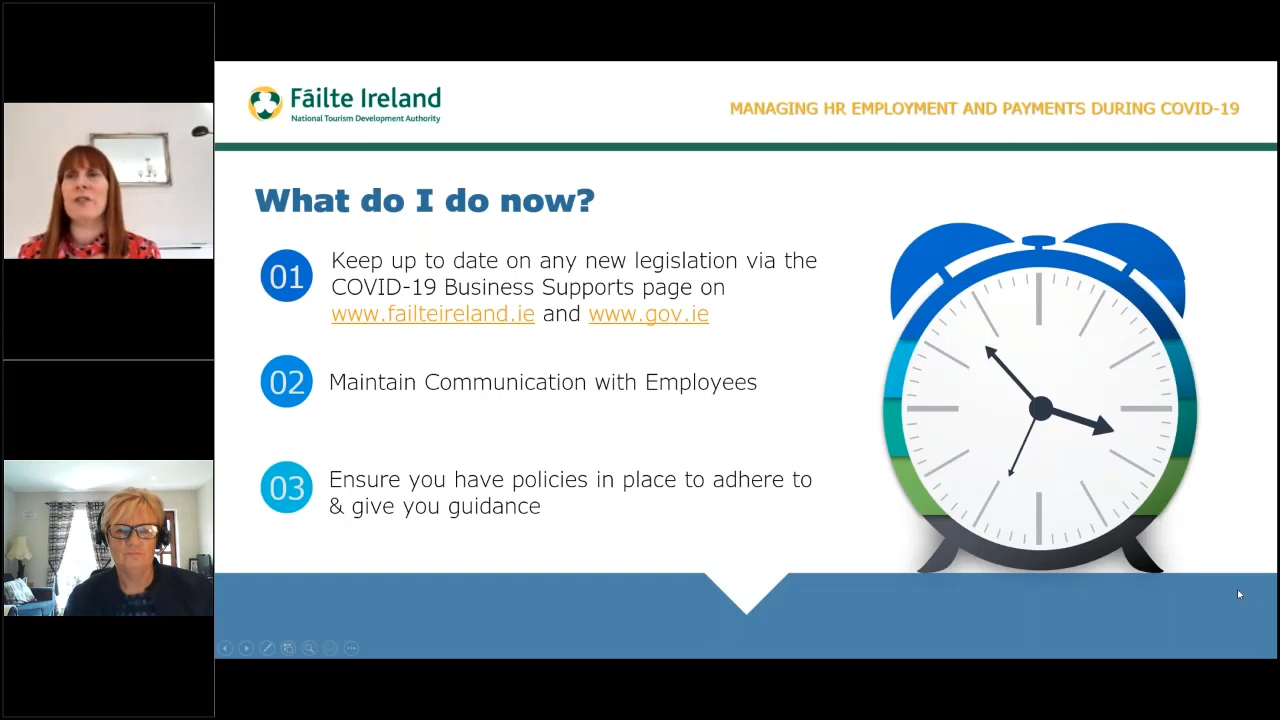 Fáilte Ireland
National Tourism Development Authority
MANAGING HR EMPLOYMENT AND PAYMENTS DURING COVID-19
What do I do now?
01
Keep up to date on any new legislation via the
COVID-19 Business Supports page on
www.failteireland.ie and www.gov.ie
02
Maintain Communication with Employees
03
Ensure you have policies in place to adhere to
& give you guidance